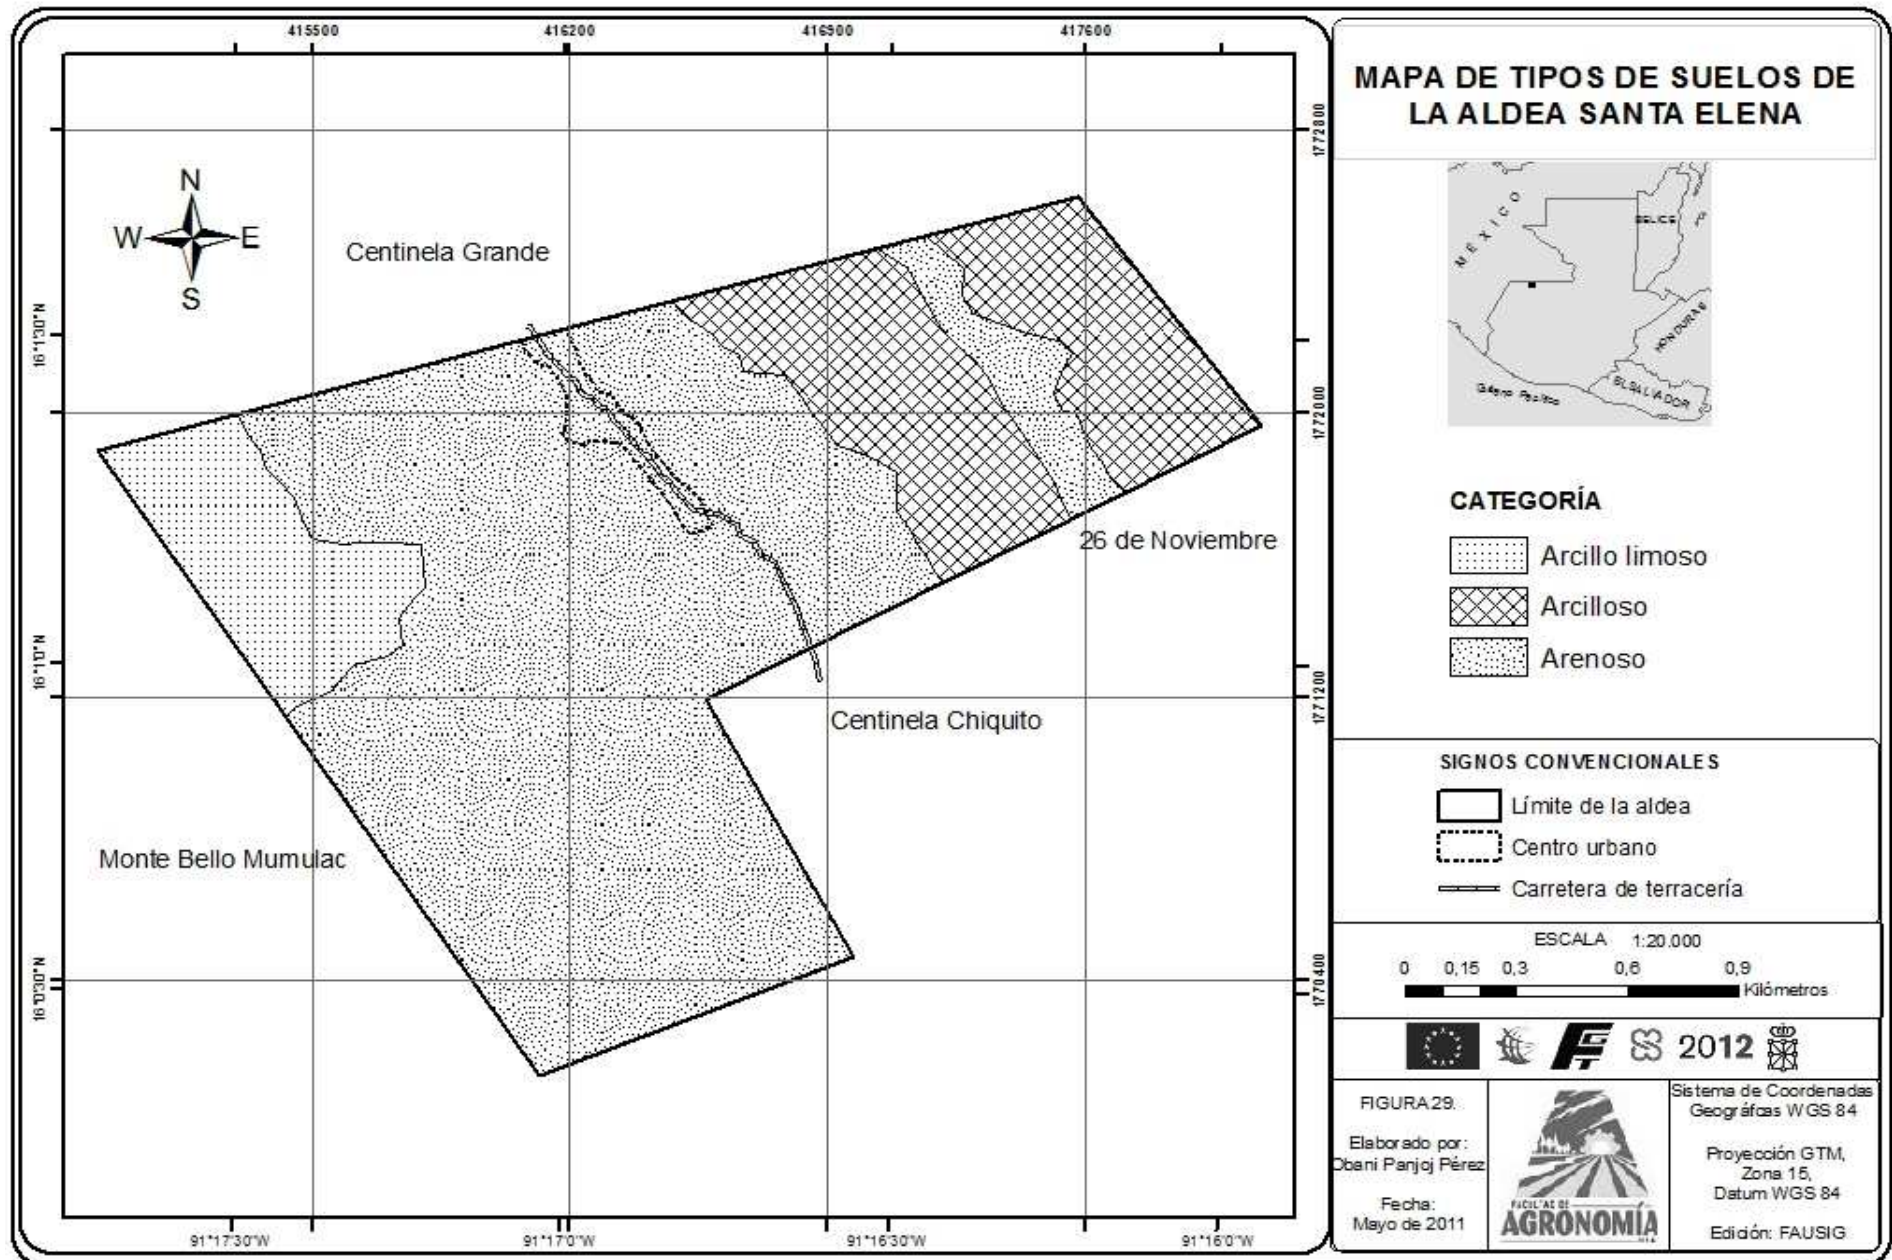 415500
416200
416900
417600
1772800
1772000
1771200
1770400
16°1'30"N
16°1'0"N
16°0'30"N
91°17'30"W
91°17'0"W
91°16'30"W
91°16'0"W
N
W
E
S
Centinela Grande
26 de Noviembre
Centinela Chiquito
Monte Bello Mumulac
MAPA DE TIPOS DE SUELOS DE
LA ALDEA SANTA ELENA
MÉXICO
BELICE
HONDURAS
EL SALVADOR
CATEGORÍA
Arcillo limoso
Arcilloso
Arenoso
SIGNOS CONVENCIONALES
Límite de la aldea
Centro urbano
Carretera de terracería
ESCALA 1:20.000
0 0,15 0,3 0,6 0,9
Kilómetros
FGT
2012
FIGURA 29.
Elaborado por:
Obani Panjoj Pérez
Fecha:
Mayo de 2011
FACULTAD DE
AGRONOMÍA
Sistema de Coordenadas
Geográfcas WGS 84
Proyección GTM,
Zona 15,
Datum WGS 84
Edición: FAUSIG